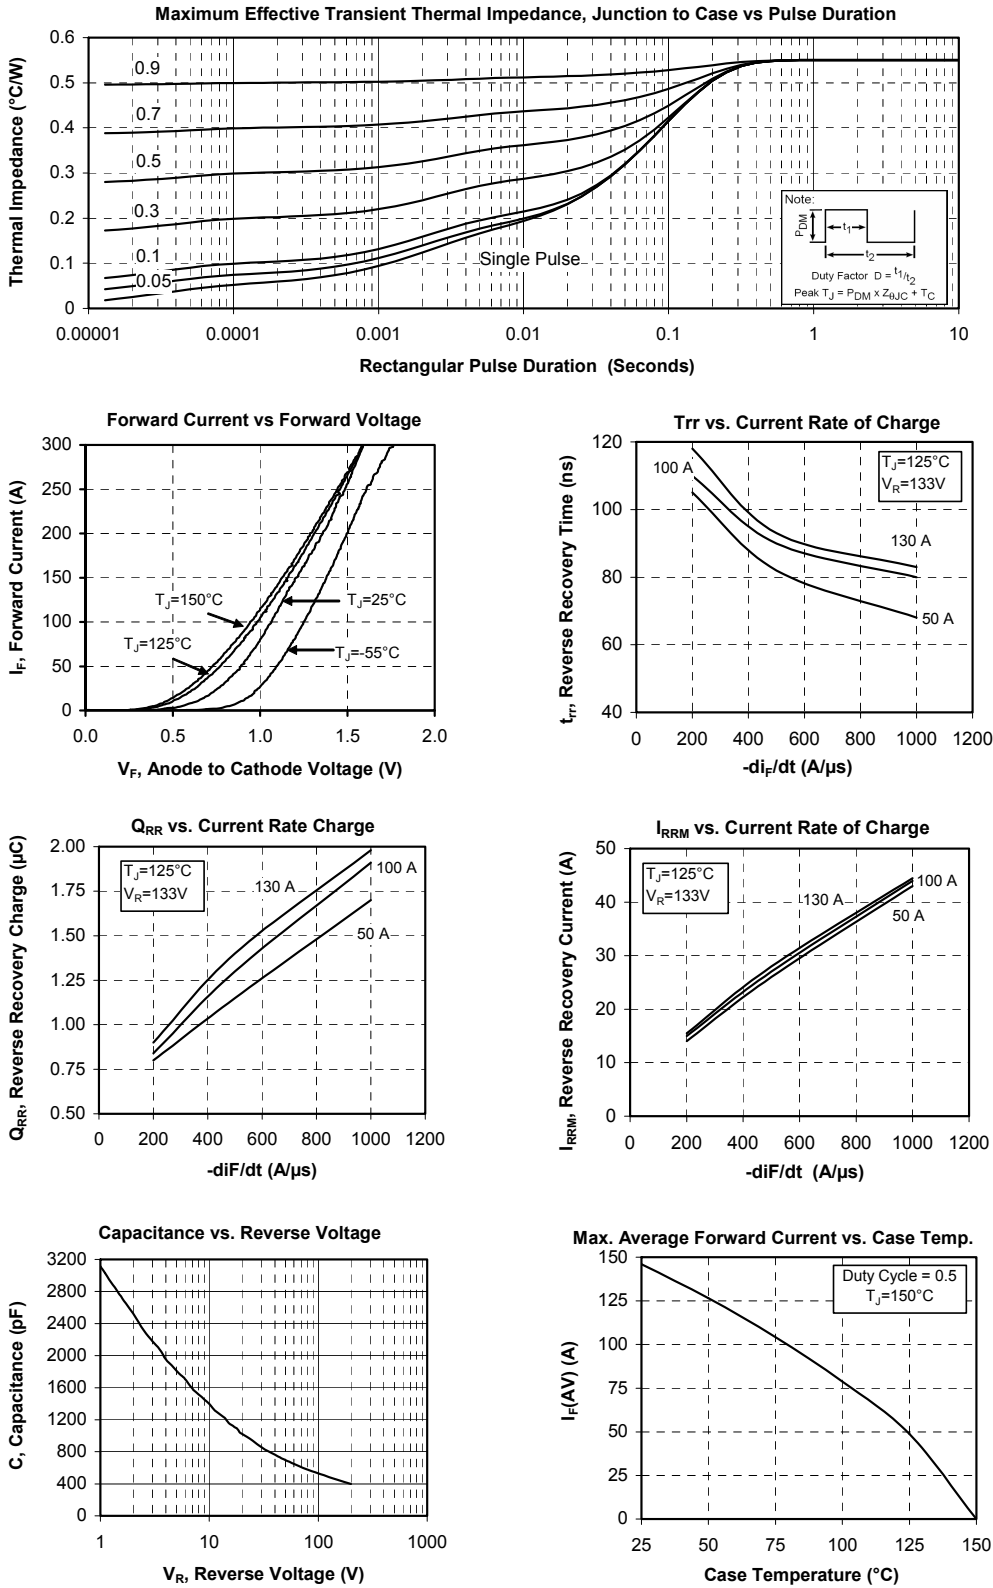 Maximum Effective Transient Thermal Impedance, Junction to Case vs Pulse Duration
Thermal Impedance (°C/W)
0.6
0.5
0.4
0.3
0.2
0.1
0
0.9
0.7
0.5
0.3
0.1
0.05
Single Pulse
Note:
PDM
t1
t2
Duty Factor D = t1/t2
Peak TJ = PDM x ZθJC + TC
0.00001 0.0001 0.001 0.01 0.1 1 10
Rectangular Pulse Duration (Seconds)
Forward Current vs Forward Voltage
IF, Forward Current (A)
300
250
200
150
100
50
0
TJ=150°C
TJ=125°C
TJ=25°C
TJ=-55°C
0.0 0.5 1.0 1.5 2.0
VF, Anode to Cathode Voltage (V)
Trr vs. Current Rate of Charge
trr, Reverse Recovery Time (ns)
120
100
80
60
40
TJ=125°C
VR=133V
100 A
130 A
50 A
0 200 400 600 800 1000 1200
-diF/dt (A/µs)
QRR vs. Current Rate Charge
QRR, Reverse Recovery Charge (µC)
2.00
1.75
1.50
1.25
1.00
0.75
0.50
TJ=125°C
VR=133V
130 A
100 A
50 A
0 200 400 600 800 1000 1200
-diF/dt (A/µs)
IRRM vs. Current Rate of Charge
IRRM, Reverse Recovery Current (A)
50
40
30
20
10
0
TJ=125°C
VR=133V
130 A
100 A
50 A
0 200 400 600 800 1000 1200
-diF/dt (A/µs)
Capacitance vs. Reverse Voltage
C, Capacitance (pF)
3200
2800
2400
2000
1600
1200
800
400
0
1 10 100 1000
VR, Reverse Voltage (V)
Max. Average Forward Current vs. Case Temp.
IF(AV) (A)
150
125
100
75
50
25
0
Duty Cycle = 0.5
TJ=150°C
25 50 75 100 125 150
Case Temperature (°C)